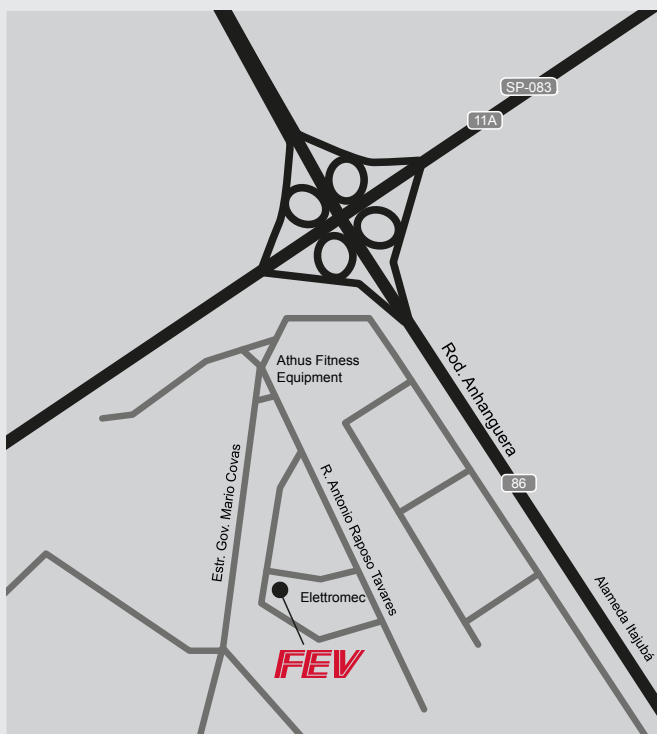 SP-083
11A
Athus Fitness
Equipment
Rod. Anhanguera
Estr. Gov. Mario Covas
R. Antonio Raposo Tavares
86
Elettromec
Alameda Itajubá
FEV